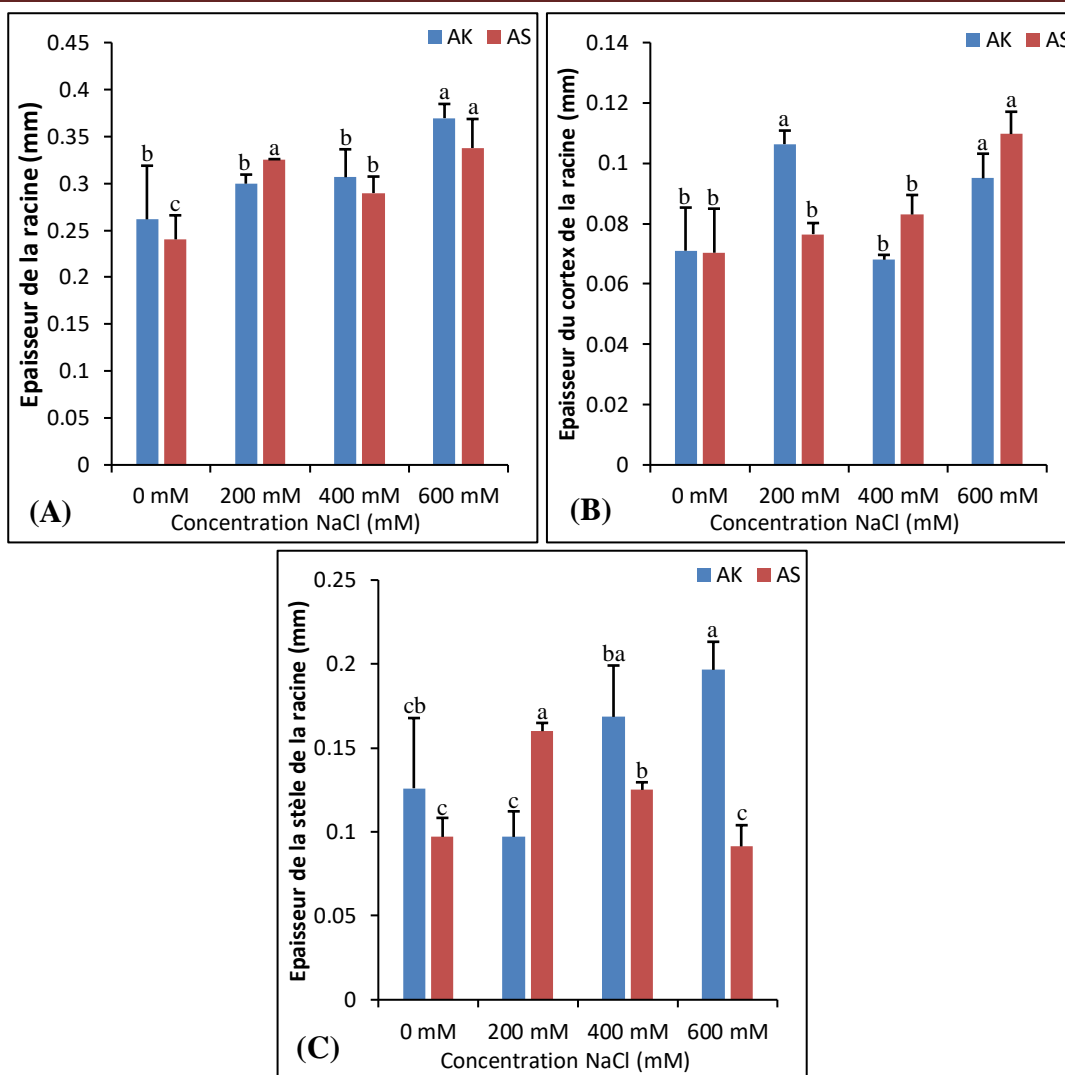 AK AS
Epaisseur de la racine (mm)
0.45
0.4
0.35
0.3
0.25
0.2
0.15
0.1
0.05
0
b c b a b b a a
0 mM 200 mM 400 mM 600 mM
Concentration NaCl (mM)
(A)
AK AS
Epaisseur du cortex de la racine (mm)
0.14
0.12
0.1
0.08
0.06
0.04
0.02
0
b b a b b b a a
0 mM 200 mM 400 mM 600 mM
Concentration NaCl (mM)
(B)
AK AS
Epaisseur de la stèle de la racine (mm)
0.25
0.2
0.15
0.1
0.05
0
cb c c a ba b a c
0 mM 200 mM 400 mM 600 mM
Concentration NaCl (mM)
(C)